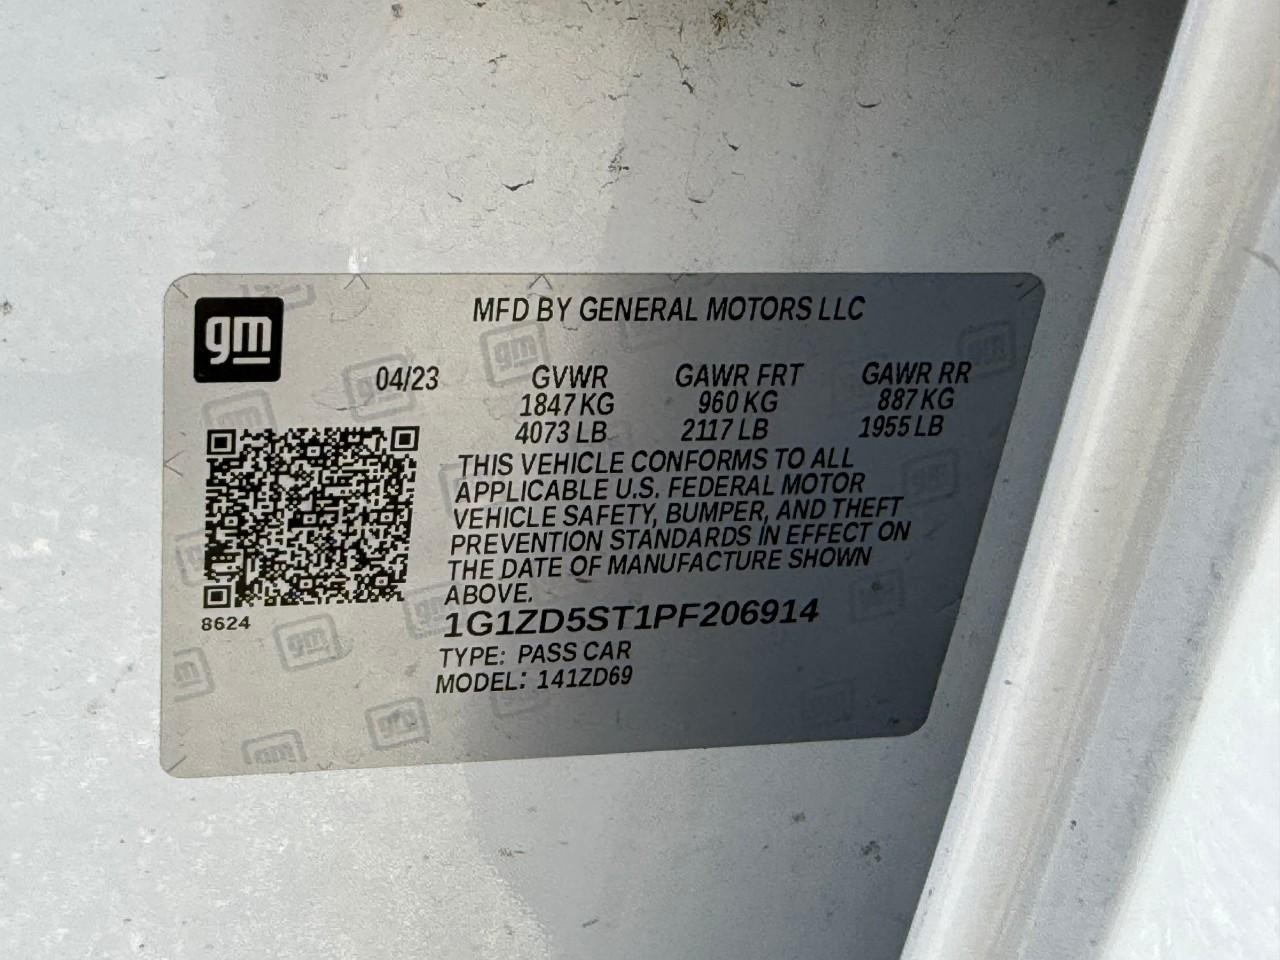 gm
MFD BY GENERAL MOTORS LLC
04/23 GVWR GAWR FRT GAWR RR
1847 KG 960 KG 887 KG
4073 LB 2117 LB 1955 LB
THIS VEHICLE CONFORMS TO ALL
APPLICABLE U.S. FEDERAL MOTOR
VEHICLE SAFETY, BUMPER, AND THEFT
PREVENTION STANDARDS IN EFFECT ON
THE DATE OF MANUFACTURE SHOWN
ABOVE.
8624
1G1ZD5ST1PF206914
TYPE: PASS CAR
MODEL: 141ZD69